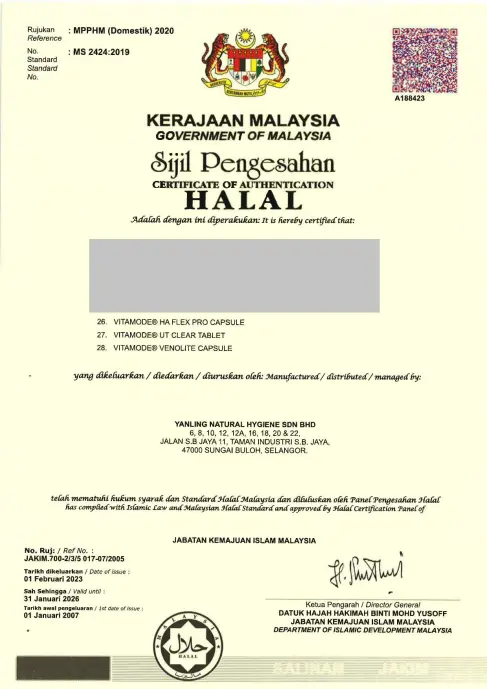 Rujukan : MPPHM (Domestik) 2020
Reference
No. : MS 2424:2019
Standard
Standard
No.
A188423
KERAJAAN MALAYSIA
GOVERNMENT OF MALAYSIA
Sijil Pengesahan
CERTIFICATE OF AUTHENTICATION
HALAL
Adalah dengan ini diperakukan: It is hereby certified that:
26. VITAMODE® HA FLEX PRO CAPSULE
27. VITAMODE® UT CLEAR TABLET
28. VITAMODE® VENOLITE CAPSULE
yang dikeluarkan / diedarkan / diuruskan oleh: Manufactured / distributed / managed by:
YANLING NATURAL HYGIENE SDN BHD
6, 8, 10, 12, 12A, 16, 18, 20 & 22,
JALAN S.B JAYA 11, TAMAN INDUSTRI S.B. JAYA,
47000 SUNGAI BULOH, SELANGOR.
telah mematuhi hukum syarak dan Standard Halal Malaysia dan diluluskan oleh Panel Pengesahan Halal
has complied with Islamic Law and Malaysian Halal Standard and approved by Halal Certification Panel of
JABATAN KEMAJUAN ISLAM MALAYSIA
No. Ruj: / Ref No. :
JAKIM.700-2/3/5 017-07/2005
Tarikh dikeluarkan / Date of issue :
01 Februari 2023
Sah Sehingga / Valid until :
31 Januari 2026
Tarikh awal pengeluaran / 1st date of issue :
01 Januari 2007
Ketua Pengarah / Director General
DATUK HAJAH HAKIMAH BINTI MOHD YUSOFF
JABATAN KEMAJUAN ISLAM MALAYSIA
DEPARTMENT OF ISLAMIC DEVELOPMENT MALAYSIA
MALAYSIA
حلال
HALAL
ماليزيا
SALINAN JAKIM